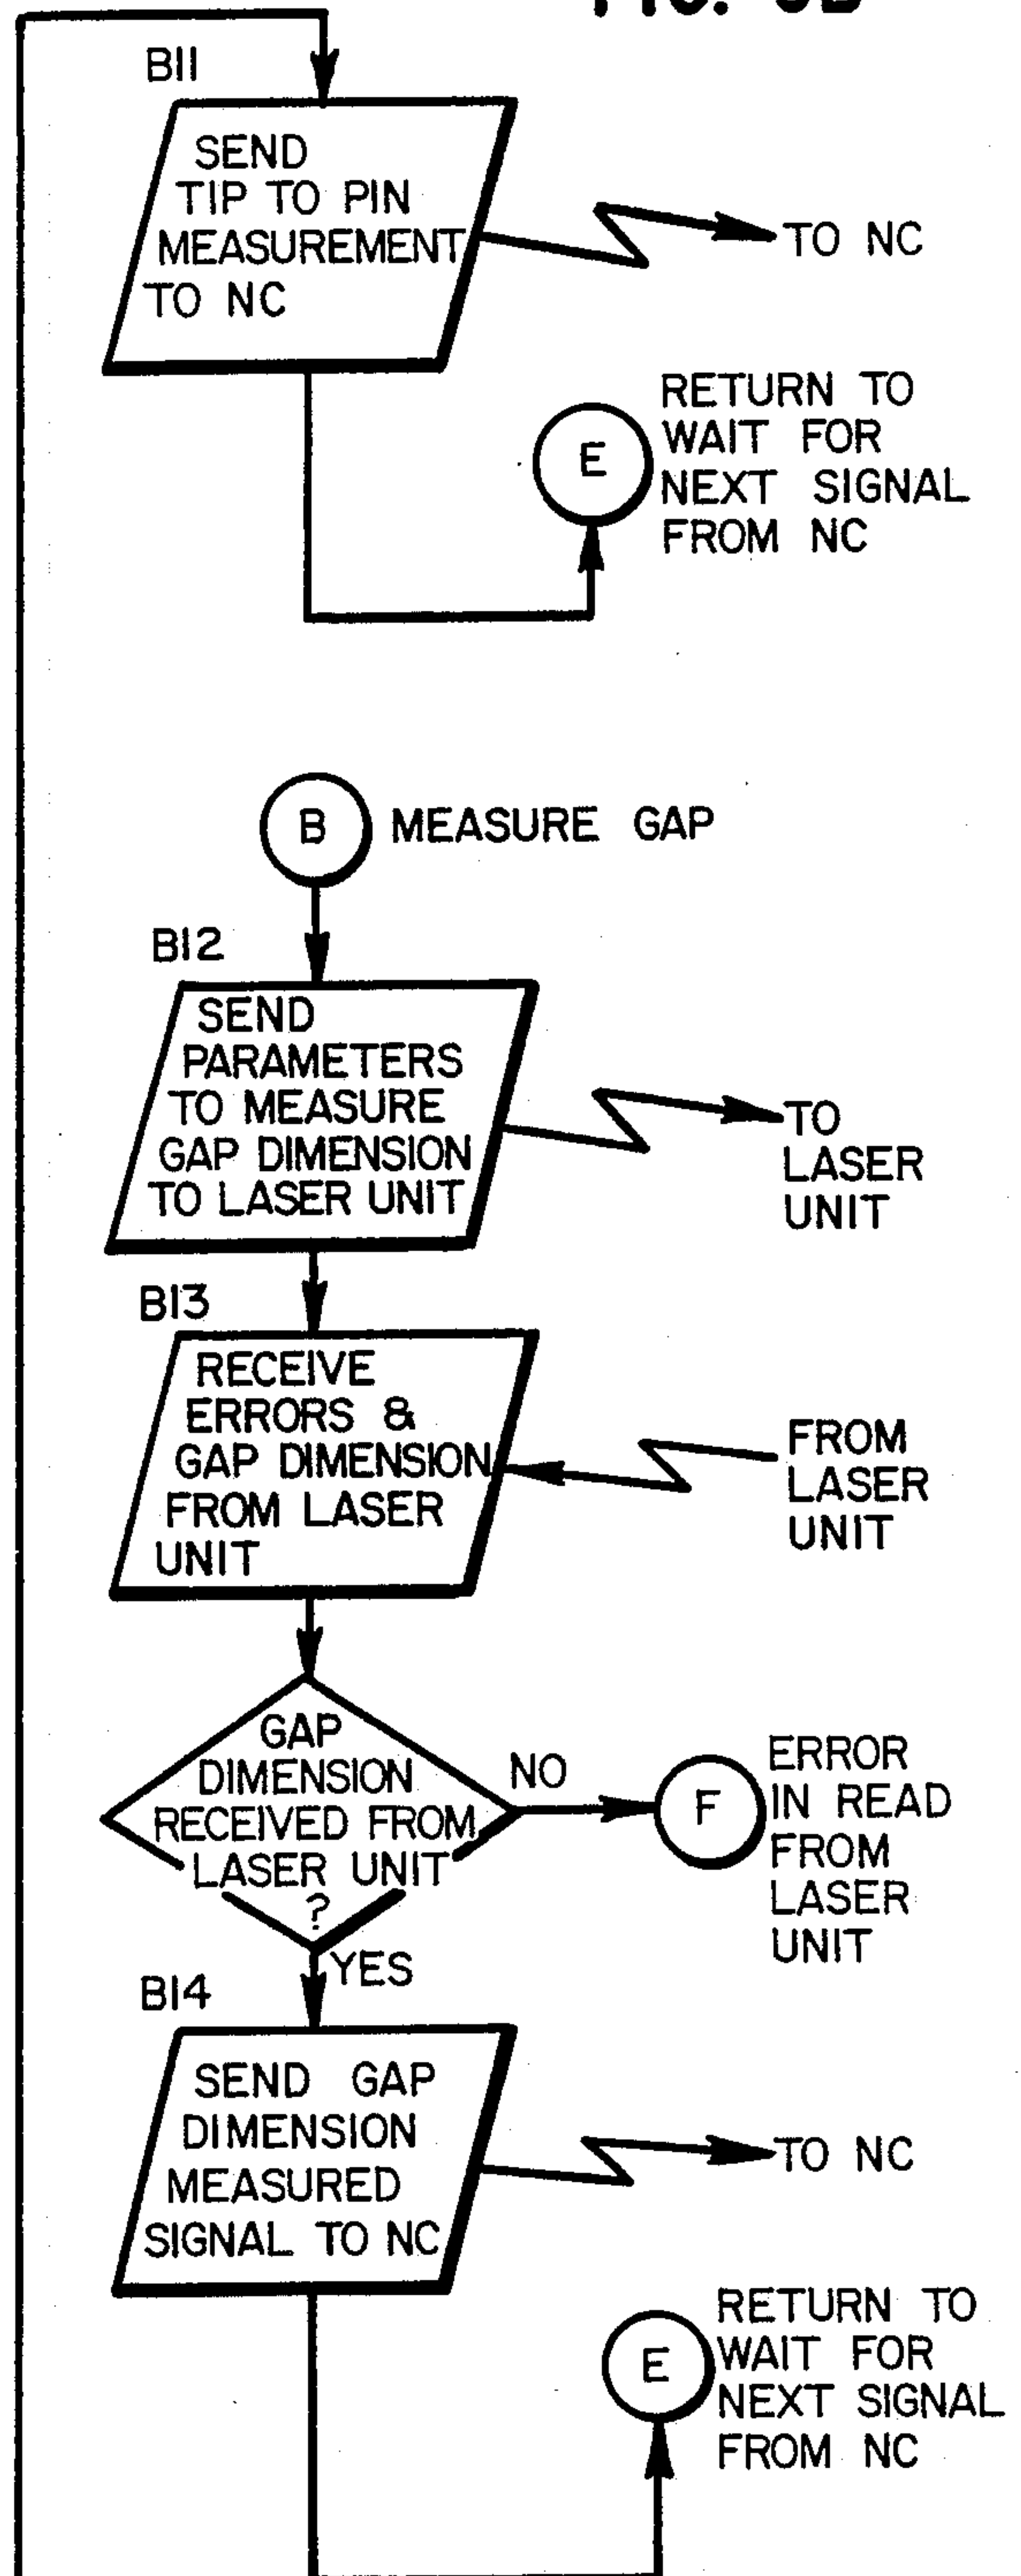 B11
SEND
TIP TO PIN
MEASUREMENT
TO NC
TO NC
E
RETURN TO
WAIT FOR
NEXT SIGNAL
FROM NC
B
MEASURE GAP
B12
SEND
PARAMETERS
TO MEASURE
GAP DIMENSION
TO LASER UNIT
TO
LASER
UNIT
B13
RECEIVE
ERRORS &
GAP DIMENSION
FROM LASER
UNIT
FROM
LASER
UNIT
GAP
DIMENSION
RECEIVED FROM
LASER UNIT
?
NO
F
ERROR
IN READ
FROM
LASER
UNIT
YES
B14
SEND GAP
DIMENSION
MEASURED
SIGNAL TO NC
TO NC
E
RETURN TO
WAIT FOR
NEXT SIGNAL
FROM NC